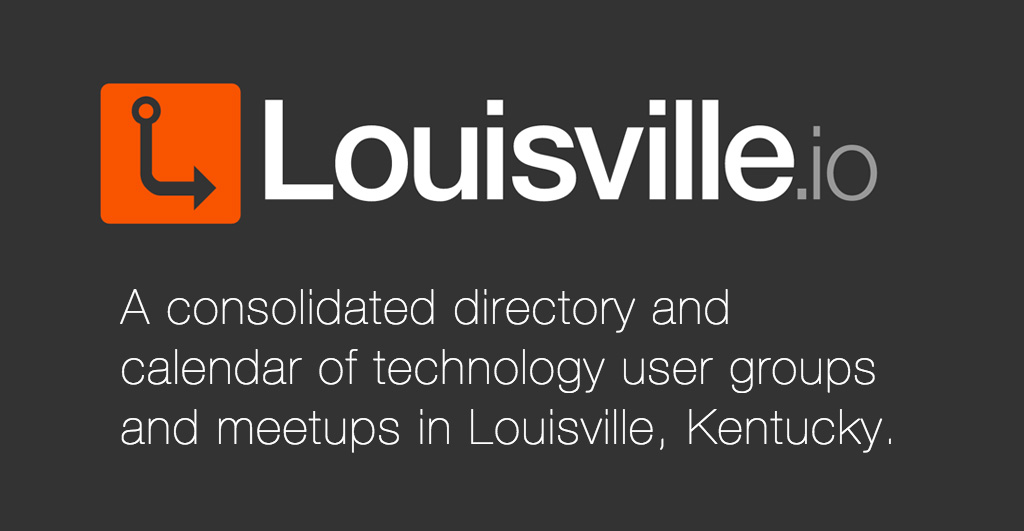 Louisville.io
A consolidated directory and
calendar of technology user groups
and meetups in Louisville, Kentucky.